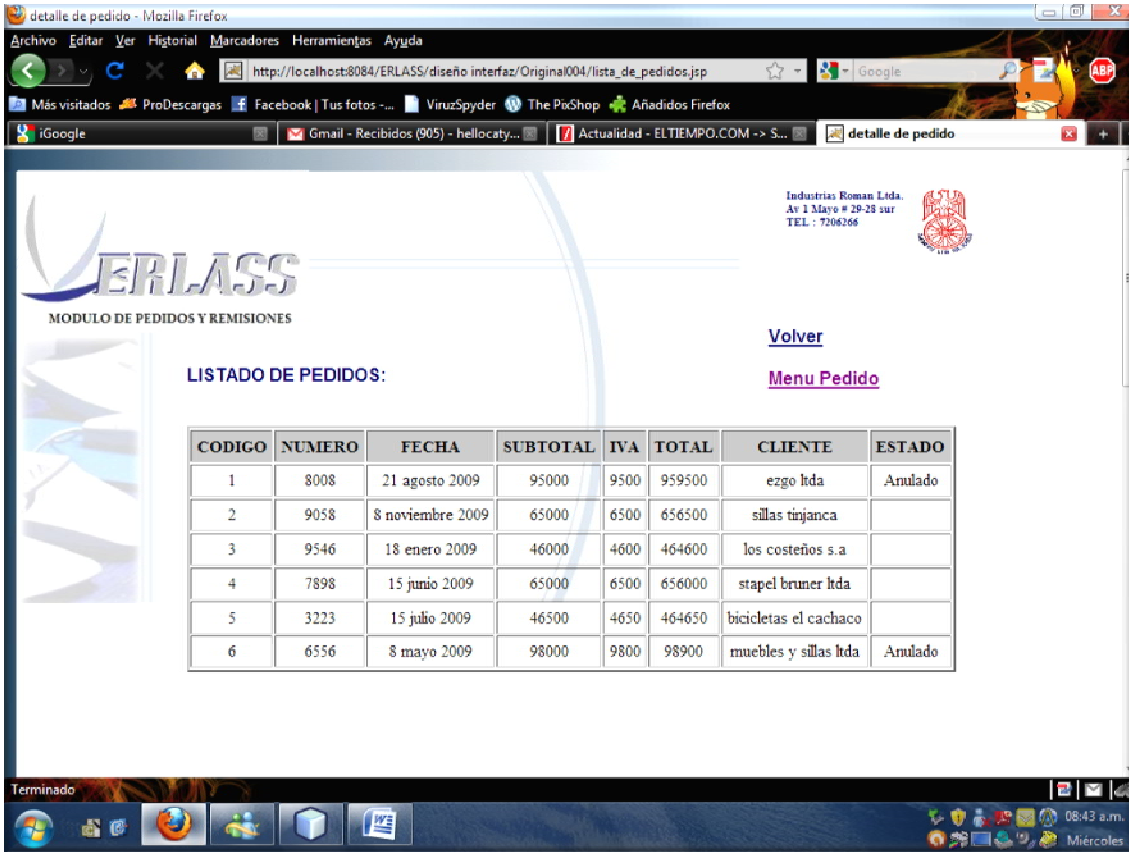 detalle de pedido - Mozilla Firefox
Archivo Editar Ver Historial Marcadores Herramientas Ayuda
http://localhost:8084/ERLASS/diseño interfaz/Original004/lista_de_pedidos.jsp
Google
ABP
Más visitados ProDescargas Facebook | Tus fotos -... ViruzSpyder The PixShop Añadidos Firefox
iGoogle
Gmail - Recibidos (905) - hellocaty...
Actualidad - ELTIEMPO.COM -> S...
detalle de pedido
Industrias Roman Ltda.
Av 1 Mayo # 29-28 sur
TEL : 7206266
ERLASS
MODULO DE PEDIDOS Y REMISIONES
Volver
LISTADO DE PEDIDOS:
Menu Pedido
CODIGO NUMERO FECHA SUBTOTAL IVA TOTAL CLIENTE ESTADO
1 8008 21 agosto 2009 95000 9500 959500 ezgo ltda Anulado
2 9058 8 noviembre 2009 65000 6500 656500 sillas tinjanca
3 9546 18 enero 2009 46000 4600 464600 los costeños s.a
4 7898 15 junio 2009 65000 6500 656000 stapel bruner ltda
5 3223 15 julio 2009 46500 4650 464650 bicicletas el cachaco
6 6556 8 mayo 2009 98000 9800 98900 muebles y sillas ltda Anulado
Terminado
08:43 a.m.
Miércoles